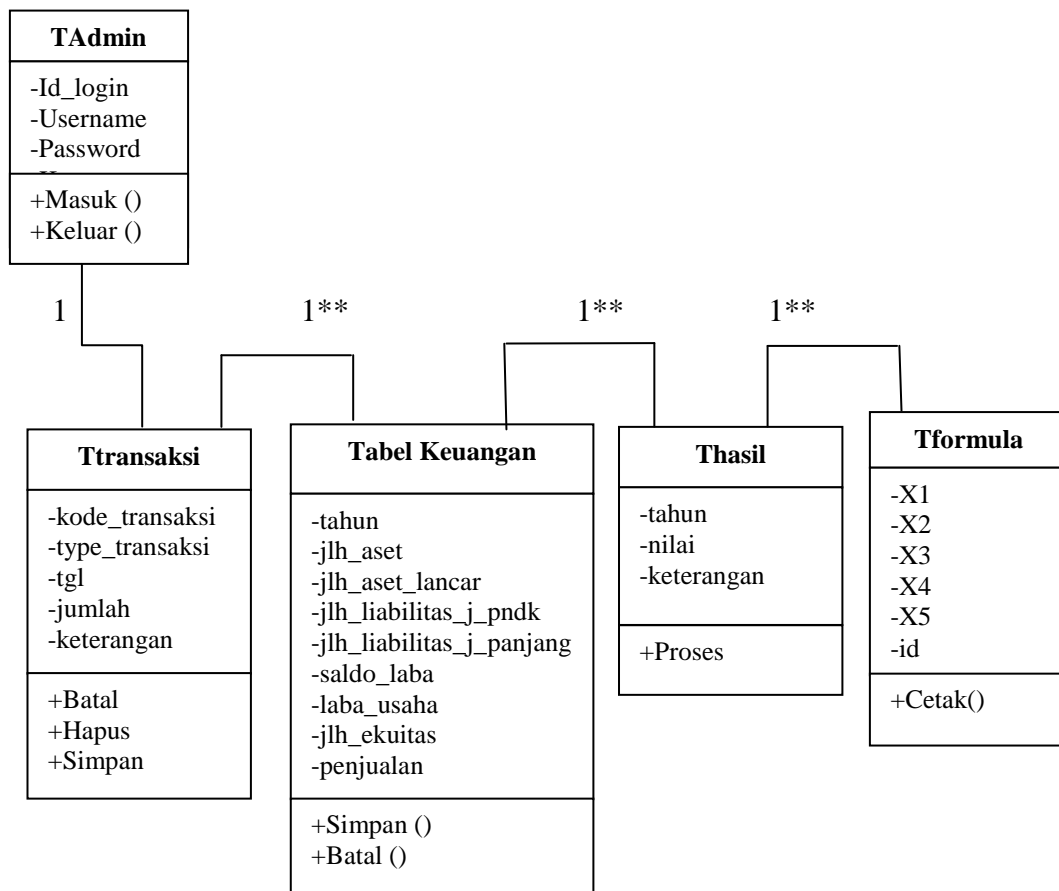 TAdmin
-Id_login
-Username
-Password
+Masuk ()
+Keluar ()
1
1**
1**
1**
Ttransaksi
-kode_transaksi
-type_transaksi
-tgl
-jumlah
-keterangan
+Batal
+Hapus
+Simpan
Tabel Keuangan
-tahun
-jlh_aset
-jlh_aset_lancar
-jlh_liabilitas_j_pndk
-jlh_liabilitas_j_panjang
-saldo_laba
-laba_usaha
-jlh_ekuitas
-penjualan
+Simpan ()
+Batal ()
Thasil
-tahun
-nilai
-keterangan
+Proses
Tformula
-X1
-X2
-X3
-X4
-X5
-id
+Cetak()